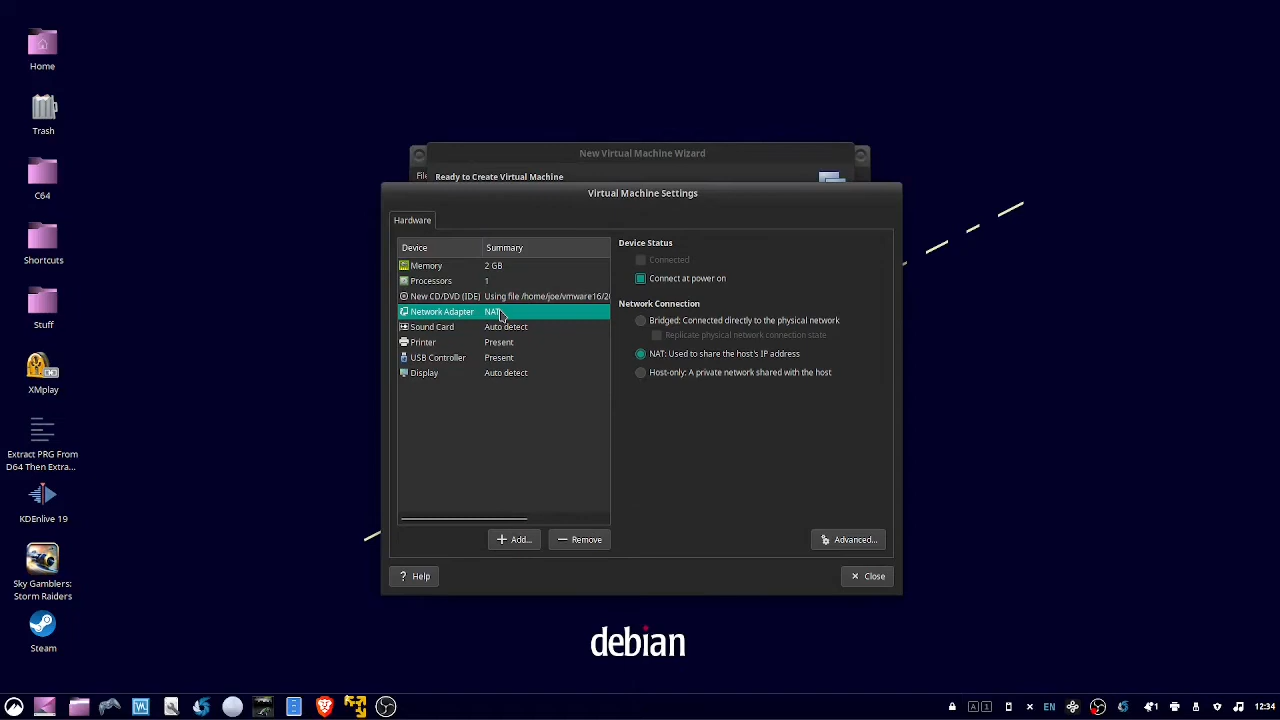 Home
Trash
C64
Shortcuts
Stuff
XMplay
Extract PRG From
D64 Then Extra...
KDEnlive 19
Sky Gamblers:
Storm Raiders
Steam
New Virtual Machine Wizard
File
Ready to Create Virtual Machine
Virtual Machine Settings
Hardware
Device Summary
Memory 2 GB
Processors 1
New CD/DVD (IDE) Using file /home/joe/vmware16/2
Network Adapter NAT
Sound Card Auto detect
Printer Present
USB Controller Present
Display Auto detect
Add...
Remove
Device Status
Connected
Connect at power on
Network Connection
Bridged: Connected directly to the physical network
Replicate physical network connection state
NAT: Used to share the host's IP address
Host-only: A private network shared with the host
Advanced...
? Help
Close
debian
A 1
EN
12:34